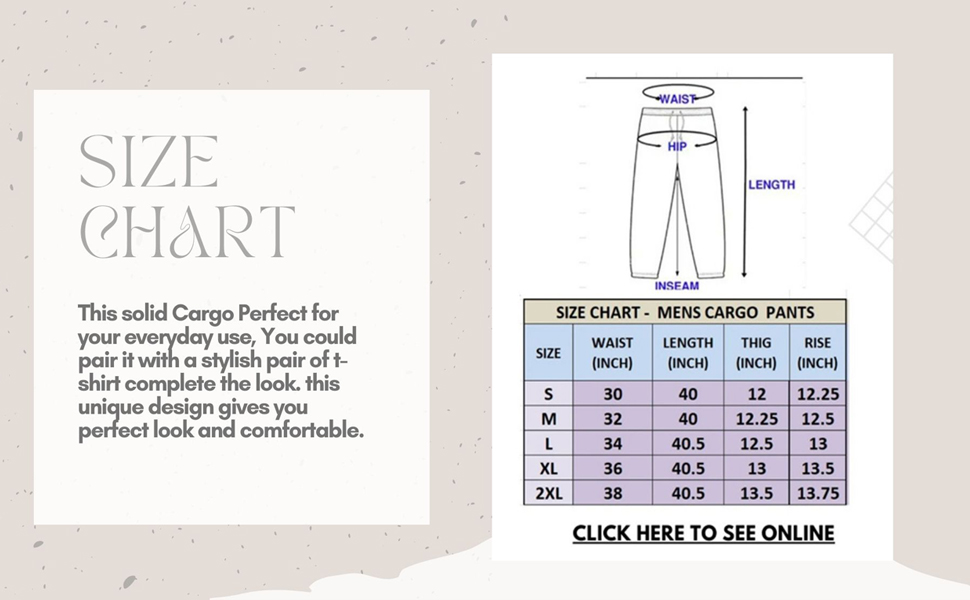 SIZE
CHART
This solid Cargo Perfect for
your everyday use, You could
pair it with a stylish pair of t-
shirt complete the look. this
unique design gives you
perfect look and comfortable.
WAIST
HIP
LENGTH
INSEAM
SIZE CHART - MENS CARGO PANTS
SIZE WAIST (INCH) LENGTH (INCH) THIG (INCH) RISE (INCH)
S 30 40 12 12.25
M 32 40 12.25 12.5
L 34 40.5 12.5 13
XL 36 40.5 13 13.5
2XL 38 40.5 13.5 13.75
CLICK HERE TO SEE ONLINE